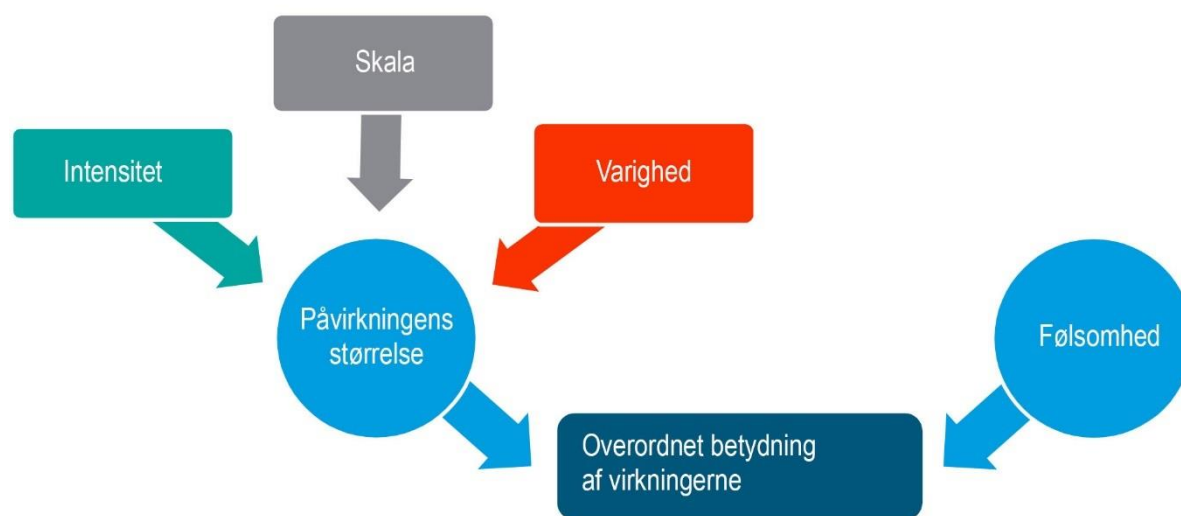 Skala
Intensitet
Varighed
Påvirkningens
størrelse
Følsomhed
Overordnet betydning
af virkningerne